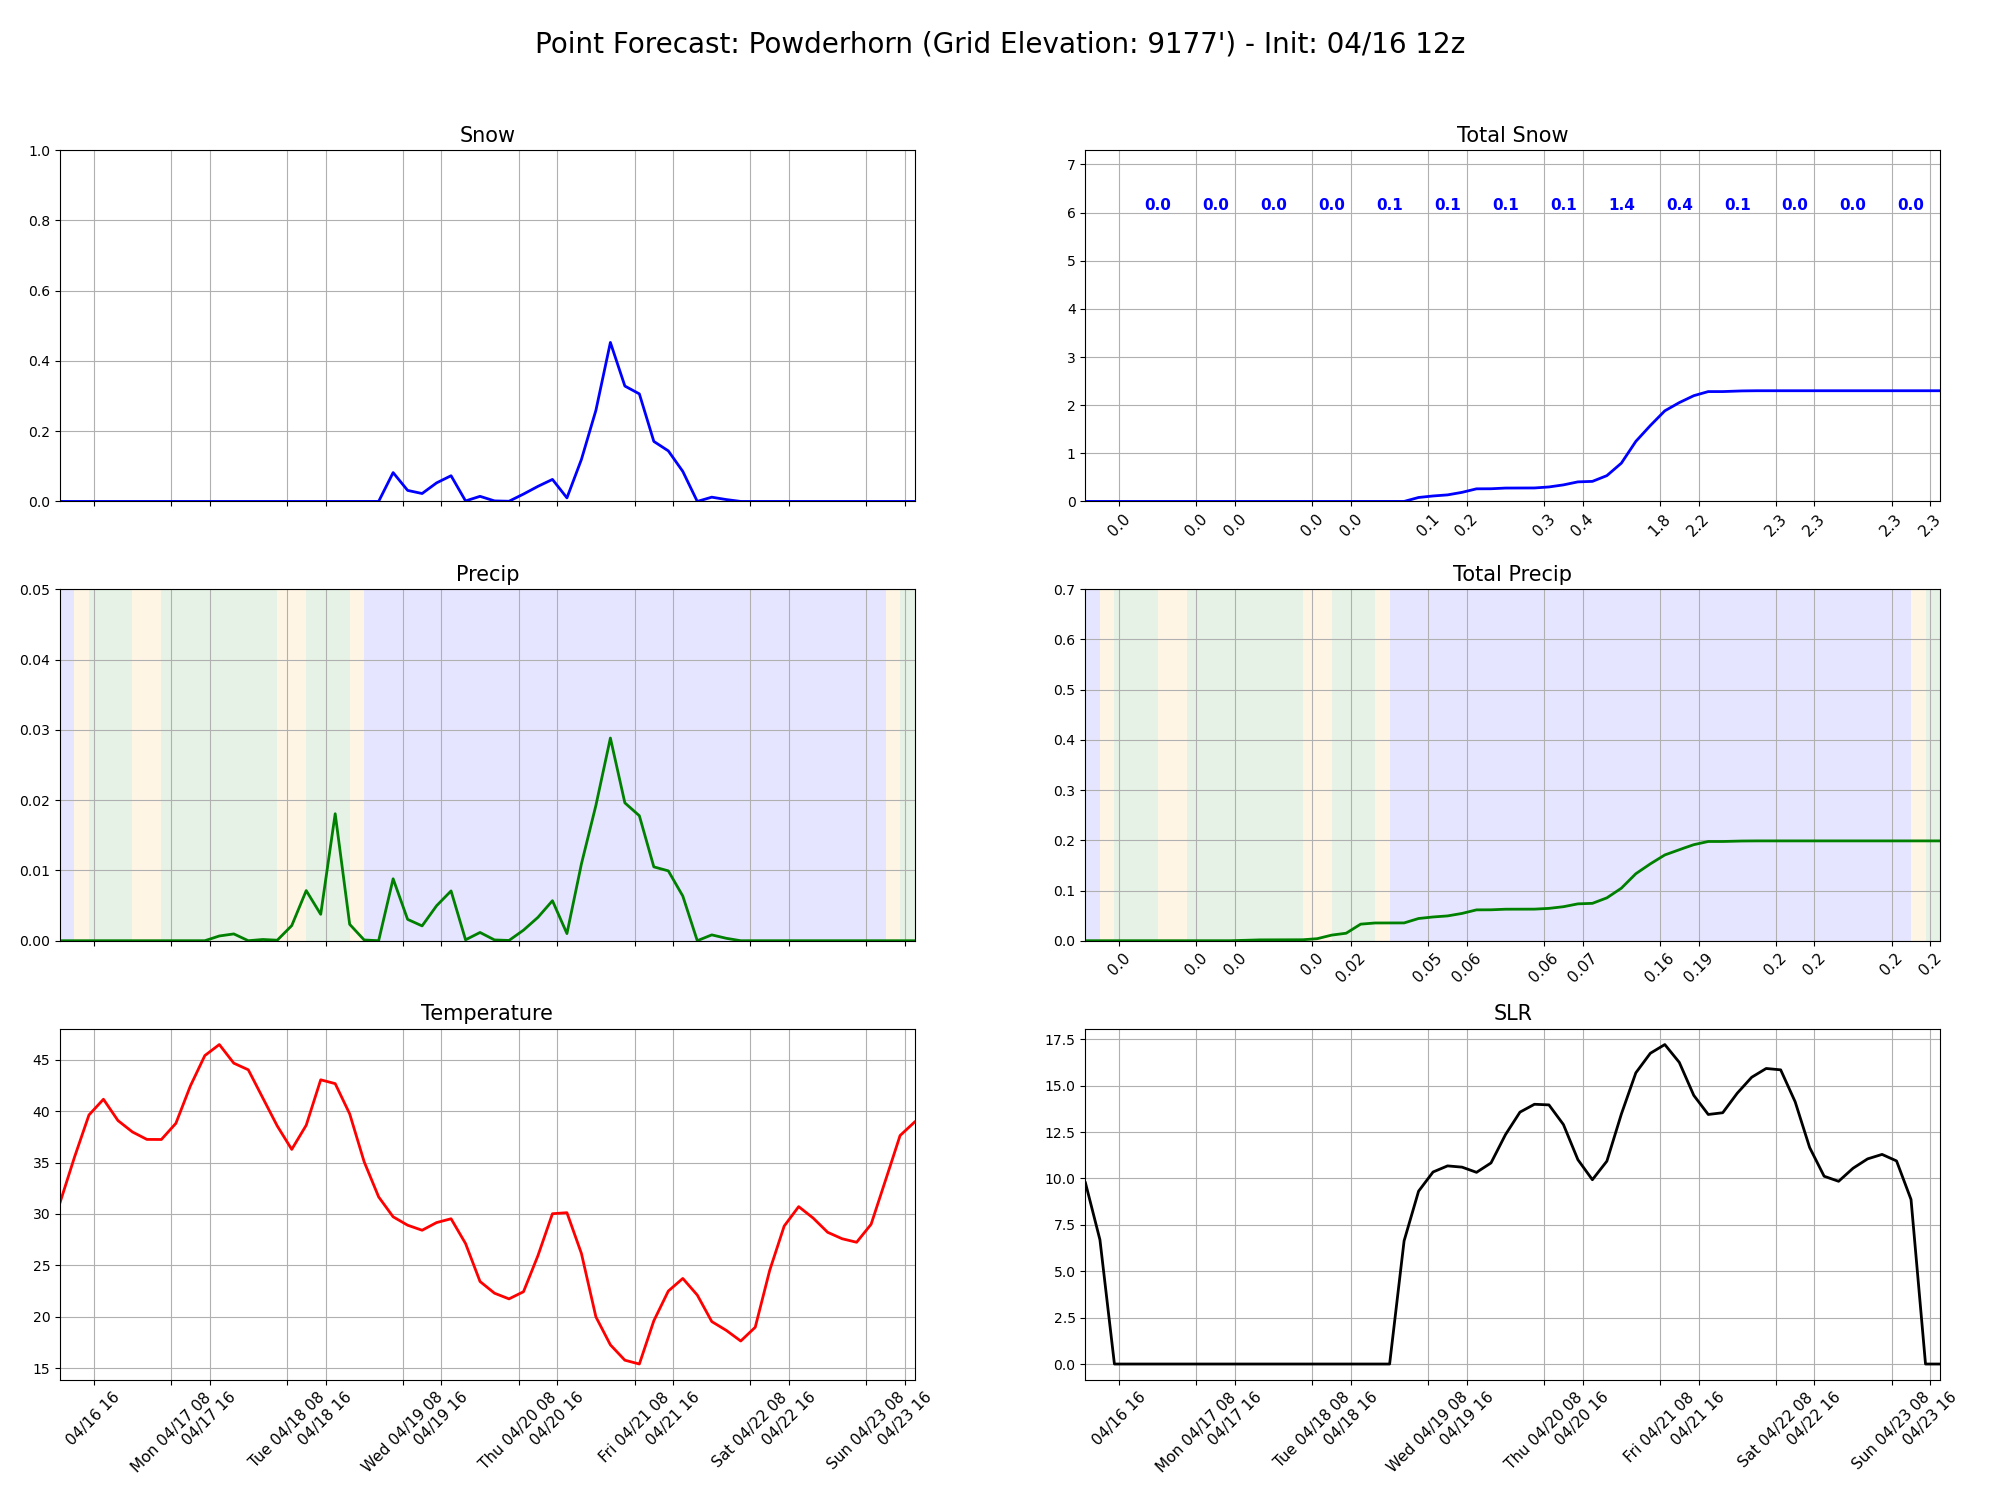 Point Forecast: Powderhorn (Grid Elevation: 9177') - Init: 04/16 12z
Snow
1.0
0.8
0.6
0.4
0.2
0.0
Total Snow
7
6
5
4
3
2
1
0
0.0 0.0 0.0 0.0 0.1 0.1 0.1 0.1 1.4 0.4 0.1 0.0 0.0 0.0
0.0 0.0 0.0 0.0 0.0 0.1 0.2 0.3 0.4 1.8 2.2 2.3 2.3 2.3 2.3
Precip
0.05
0.04
0.03
0.02
0.01
0.00
Total Precip
0.7
0.6
0.5
0.4
0.3
0.2
0.1
0.0
0.0 0.0 0.0 0.0 0.02 0.05 0.06 0.06 0.07 0.16 0.19 0.2 0.2 0.2 0.2
Temperature
45
40
35
30
25
20
15
04/16 16
Mon 04/17 08
04/17 16
Tue 04/18 08
04/18 16
Wed 04/19 08
04/19 16
Thu 04/20 08
04/20 16
Fri 04/21 08
04/21 16
Sat 04/22 08
04/22 16
Sun 04/23 08
04/23 16
SLR
17.5
15.0
12.5
10.0
7.5
5.0
2.5
0.0
04/16 16
Mon 04/17 08
04/17 16
Tue 04/18 08
04/18 16
Wed 04/19 08
04/19 16
Thu 04/20 08
04/20 16
Fri 04/21 08
04/21 16
Sat 04/22 08
04/22 16
Sun 04/23 08
04/23 16